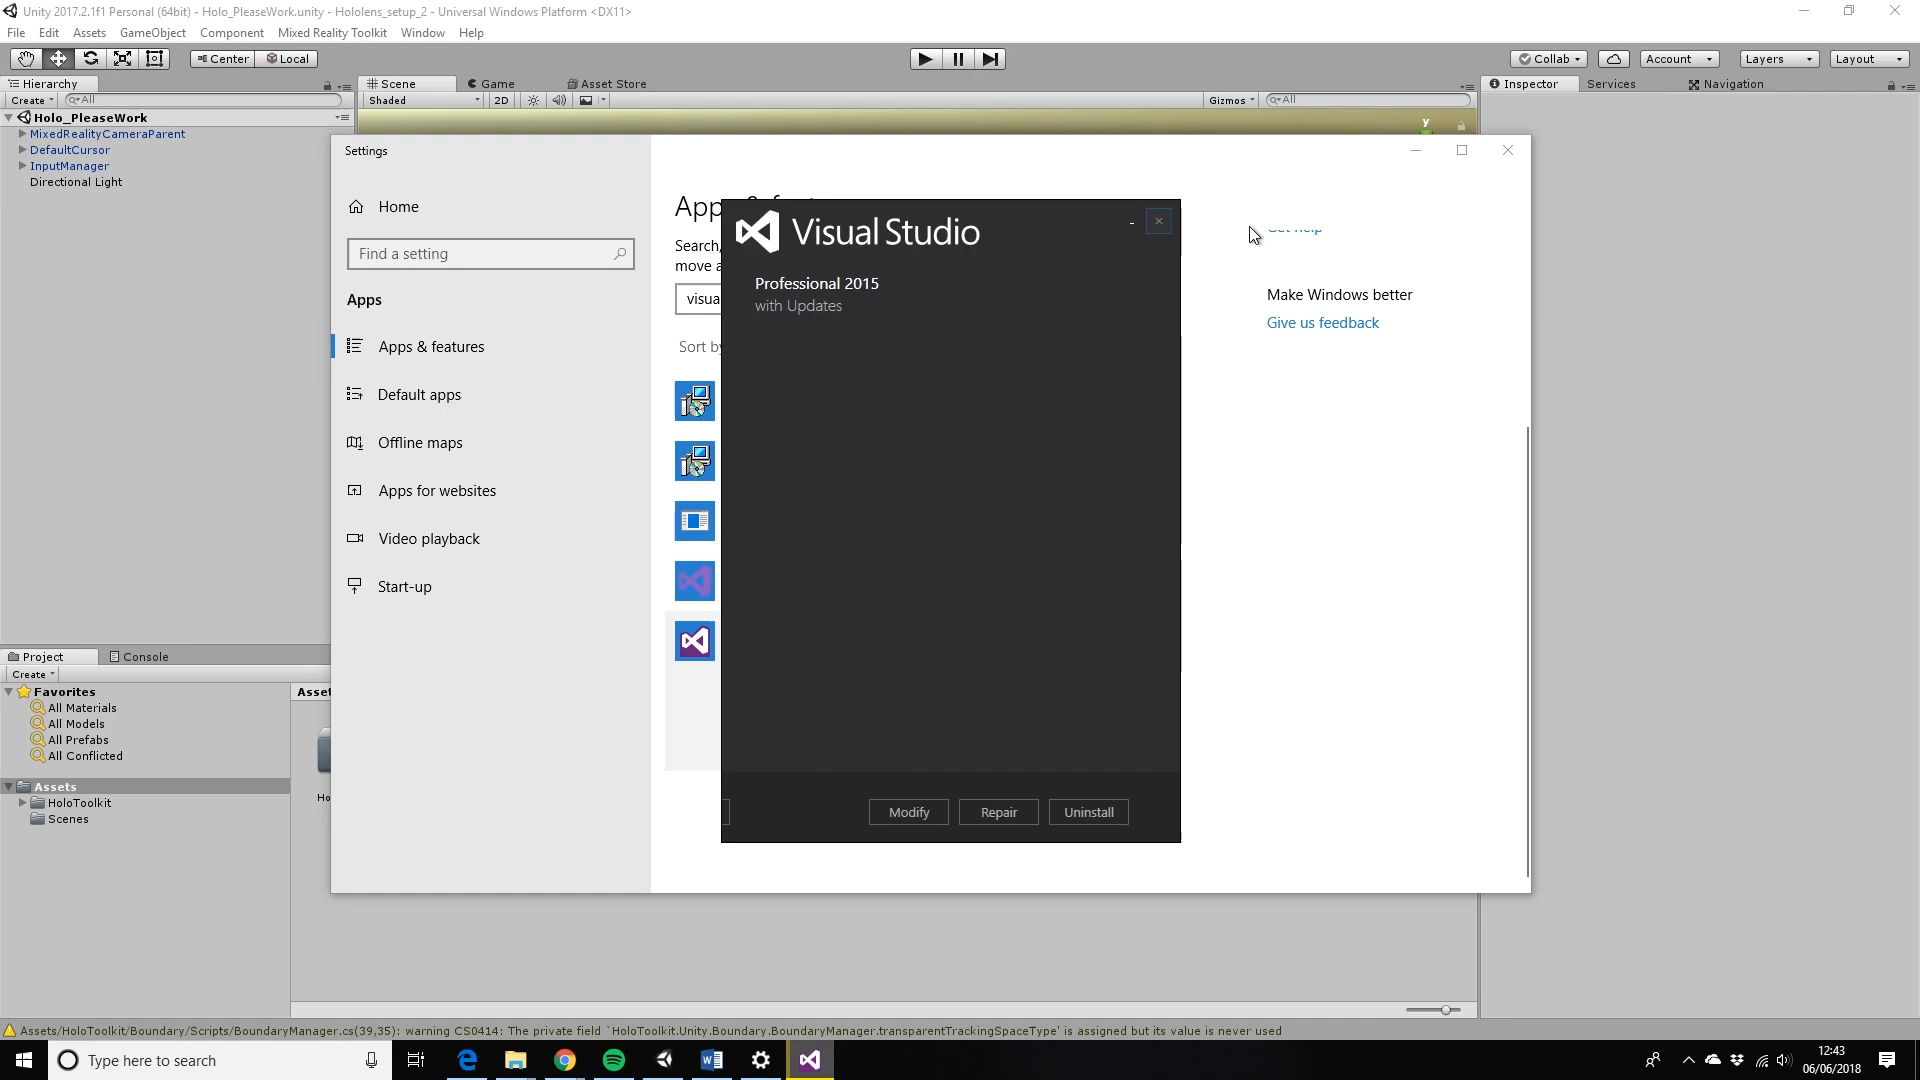 Unity 2017.2.1f1 Personal (64bit) - Holo_PleaseWork.unity - Hololens_setup_2 - Universal Windows Platform <DX11>
File Edit Assets GameObject Component Mixed Reality Toolkit Window Help
Center Local Collab Account Layers Layout
Hierarchy Scene Game Asset Store Inspector Services Navigation
Create All Shaded 2D Gizmos All
Holo_PleaseWork
MixedRealityCameraParent
DefaultCursor
InputManager
Directional Light
y
Settings
Home
Find a setting
Apps
Apps & features
Default apps
Offline maps
Apps for websites
Video playback
Start-up
App
Search,
move a
visua
Sort by
Visual Studio
Professional 2015
with Updates
Modify Repair Uninstall
Get help
Make Windows better
Give us feedback
Project Console
Create
Favorites
All Materials
All Models
All Prefabs
All Conflicted
Assets
HoloToolkit
Scenes
Asset
Ho
Assets/HoloToolkit/Boundary/Scripts/BoundaryManager.cs(39,35): warning CS0414: The private field `HoloToolkit.Unity.Boundary.BoundaryManager.transparentTrackingSpaceType' is assigned but its value is never used
Type here to search
12:43
06/06/2018